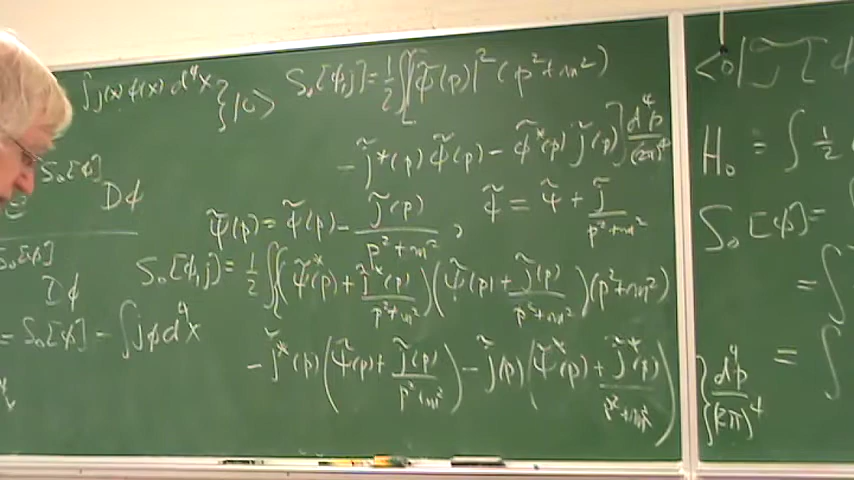 ∫ j(x) φ(x) d⁴x } |0>
S₀[φ]
Dφ
S₀[φ]
Dφ
= S₀[φ] - ∫ jφ d⁴x
S₀[φ,j] = ½ ∫[ |φ̃(p)|² (p²+m²)
- j̃*(p) φ̃(p) - φ̃*(p) j̃(p) ] d⁴p/(2π)⁴
ψ̃(p) = φ̃(p) - j̃(p)/(p²+m²) , φ̃ = ψ̃ + j̃/(p²+m²)
S₀[φ,j] = ½ ∫{ (ψ̃*(p) + j̃*(p)/(p²+m²)) (ψ̃(p) + j̃(p)/(p²+m²)) (p²+m²)
- j̃*(p) (ψ̃(p) + j̃(p)/(p²+m²)) - j̃(p) (ψ̃*(p) + j̃*(p)/(p²+m²)) } d⁴p/(2π)⁴
<0|
H₀ = ∫ ½
S₀[φ] =
= ∫
= ∫